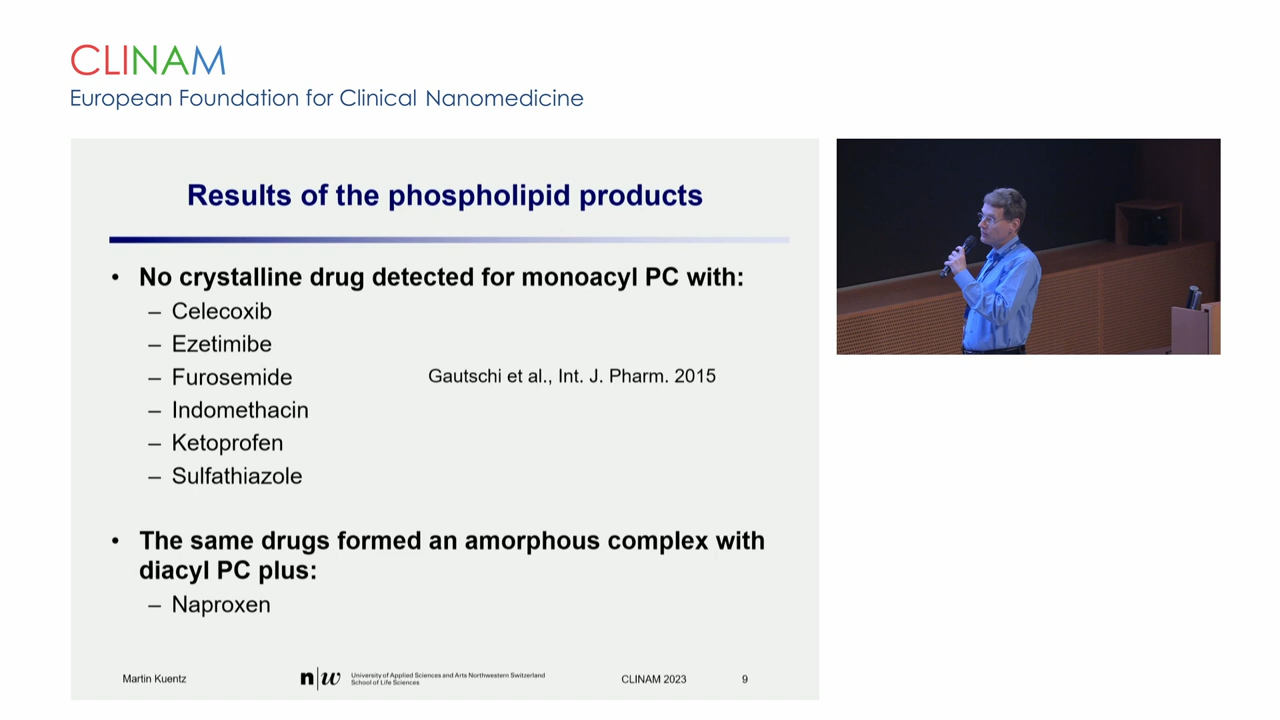 CLINAM
European Foundation for Clinical Nanomedicine
Results of the phospholipid products
• No crystalline drug detected for monoacyl PC with:
– Celecoxib
– Ezetimibe
– Furosemide
Gautschi et al., Int. J. Pharm. 2015
– Indomethacin
– Ketoprofen
– Sulfathiazole
• The same drugs formed an amorphous complex with
diacyl PC plus:
– Naproxen
Martin Kuentz
n|w
University of Applied Sciences and Arts Northwestern Switzerland
School of Life Sciences
CLINAM 2023
9